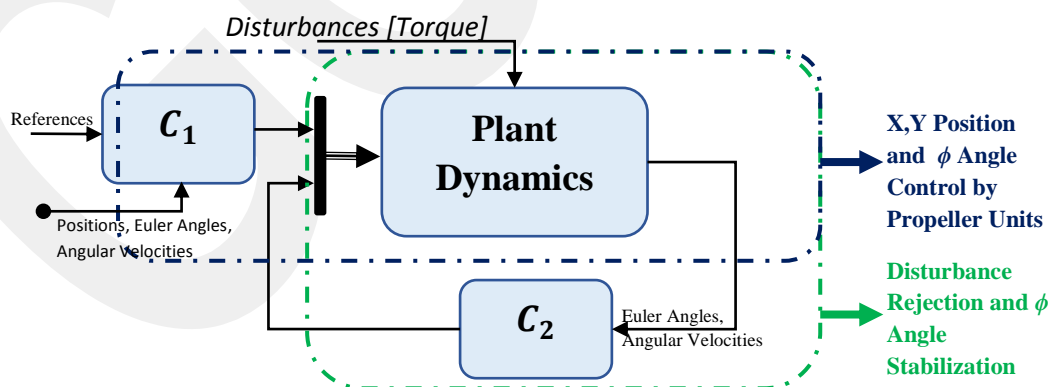 Disturbances [Torque]
References
C₁
Plant
Dynamics
Positions, Euler Angles,
Angular Velocities
C₂
Euler Angles,
Angular Velocities
X,Y Position
and ϕ Angle
Control by
Propeller Units
Disturbance
Rejection and ϕ
Angle
Stabilization